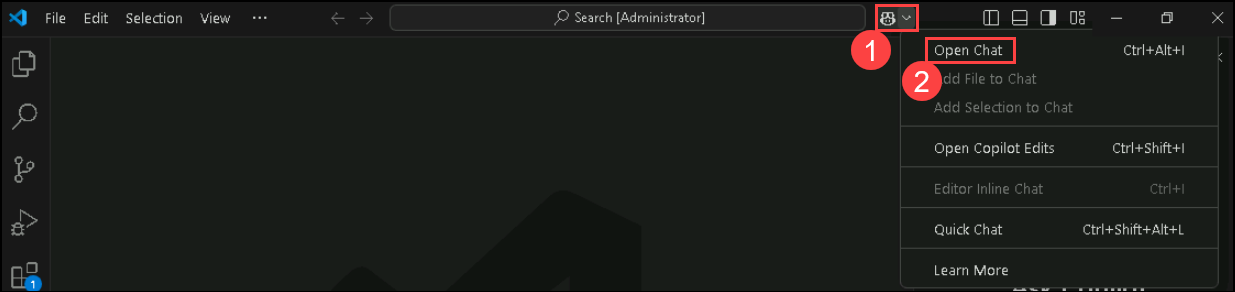 File Edit Selection View ··· Search [Administrator]
1
Open Chat Ctrl+Alt+I
2
dd File to Chat
Add Selection to Chat
Open Copilot Edits Ctrl+Shift+I
Editor Inline Chat Ctrl+I
Quick Chat Ctrl+Shift+Alt+L
Learn More
1